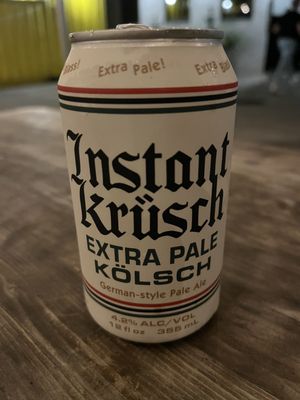 Extra Pale!
Instant
Krüsch
EXTRA PALE
KÖLSCH
German-style Pale Ale
4.2% ALC/VOL
12 fl oz 355 mL